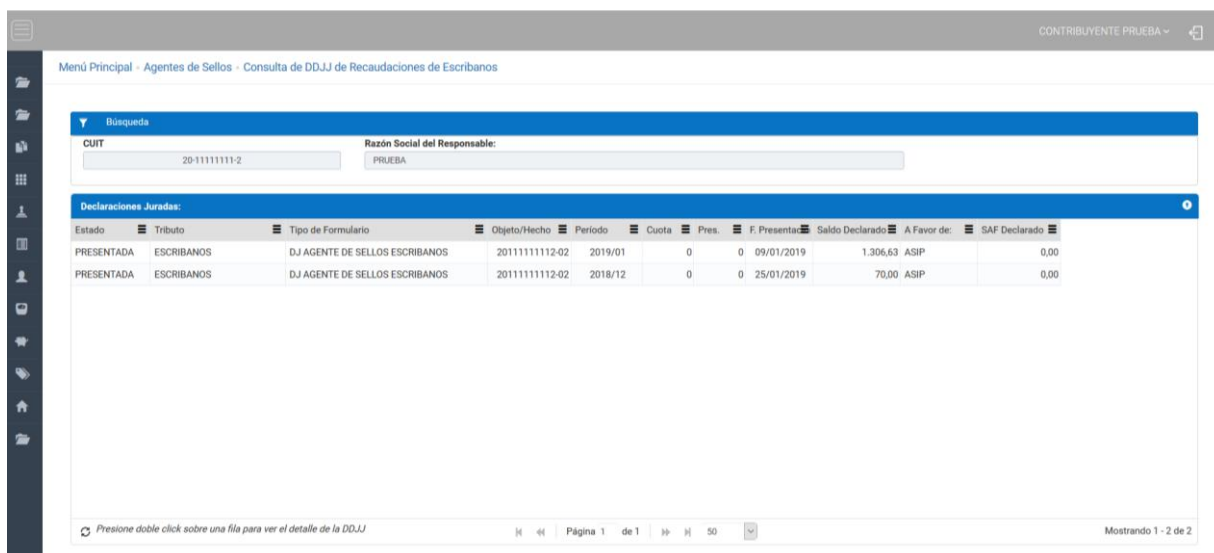 CONTRIBUYENTE PRUEBA
Menú Principal - Agentes de Sellos - Consulta de DDJJ de Recaudaciones de Escribanos
Búsqueda
CUIT Razón Social del Responsable:
20-11111111-2 PRUEBA
Declaraciones Juradas:
Estado Tributo Tipo de Formulario Objeto/Hecho Período Cuota Pres. F. Presentac Saldo Declarado A Favor de: SAF Declarado
PRESENTADA ESCRIBANOS DJ AGENTE DE SELLOS ESCRIBANOS 20111111112-02 2019/01 0 0 09/01/2019 1.306,63 ASIP 0,00
PRESENTADA ESCRIBANOS DJ AGENTE DE SELLOS ESCRIBANOS 20111111112-02 2018/12 0 0 25/01/2019 70,00 ASIP 0,00
Presione doble click sobre una fila para ver el detalle de la DDJJ Página 1 de 1 50 Mostrando 1 - 2 de 2